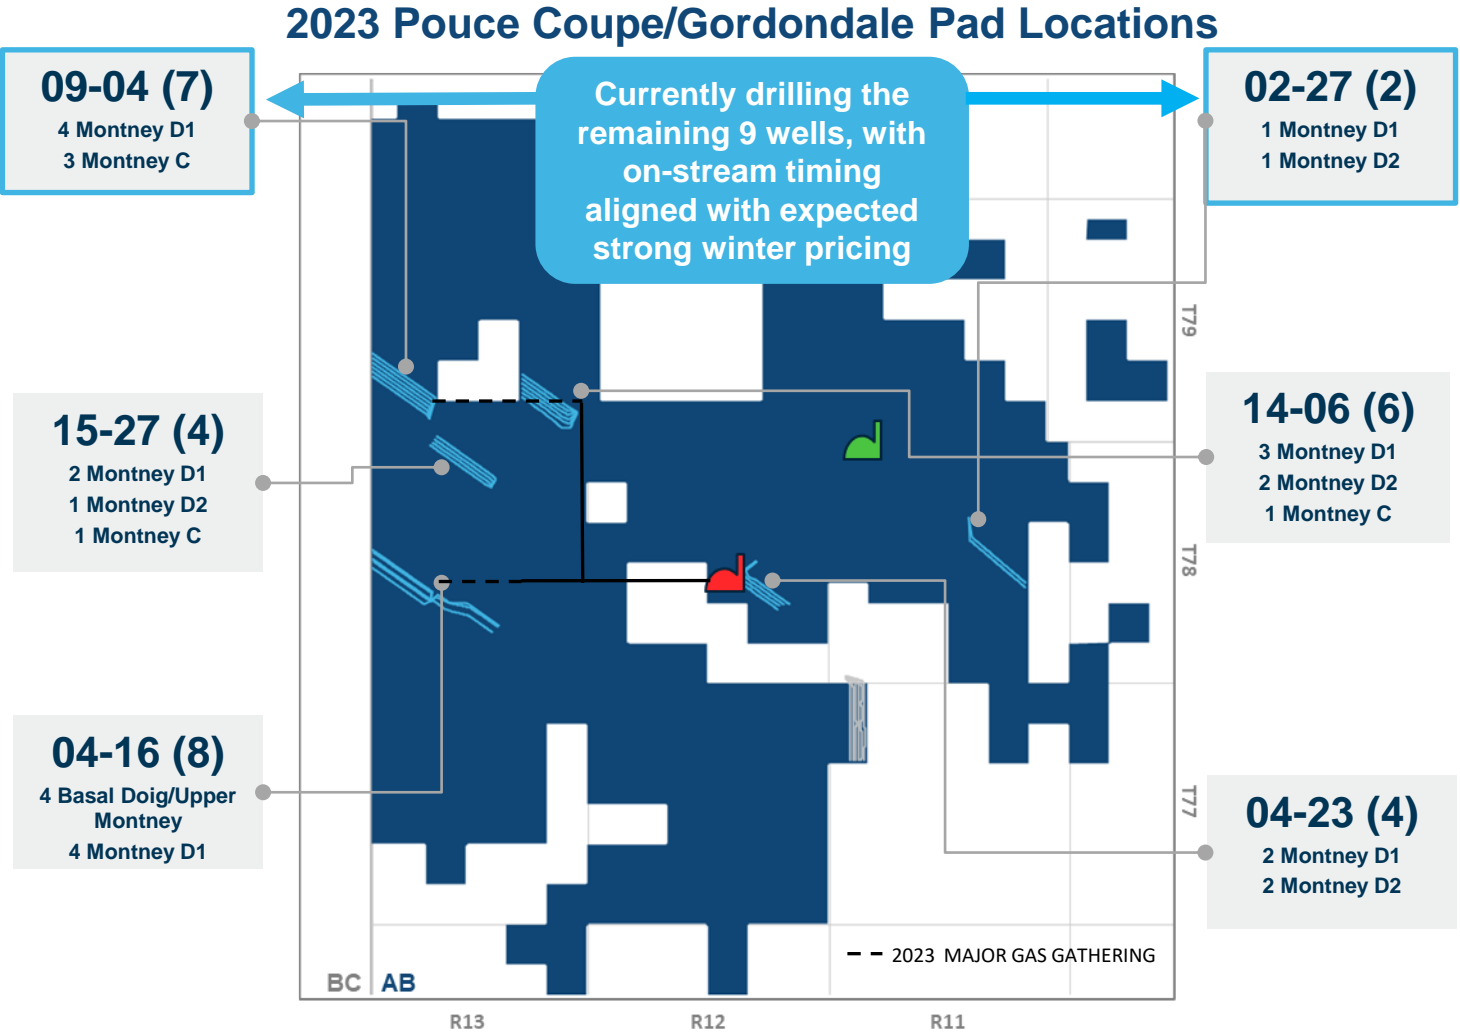 2023 Pouce Coupe/Gordondale Pad Locations
09-04 (7)
4 Montney D1
3 Montney C
Currently drilling the
remaining 9 wells, with
on-stream timing
aligned with expected
strong winter pricing
02-27 (2)
1 Montney D1
1 Montney D2
15-27 (4)
2 Montney D1
1 Montney D2
1 Montney C
14-06 (6)
3 Montney D1
2 Montney D2
1 Montney C
04-16 (8)
4 Basal Doig/Upper
Montney
4 Montney D1
04-23 (4)
2 Montney D1
2 Montney D2
T79
T78
T77
2023 MAJOR GAS GATHERING
BC AB
R13 R12 R11